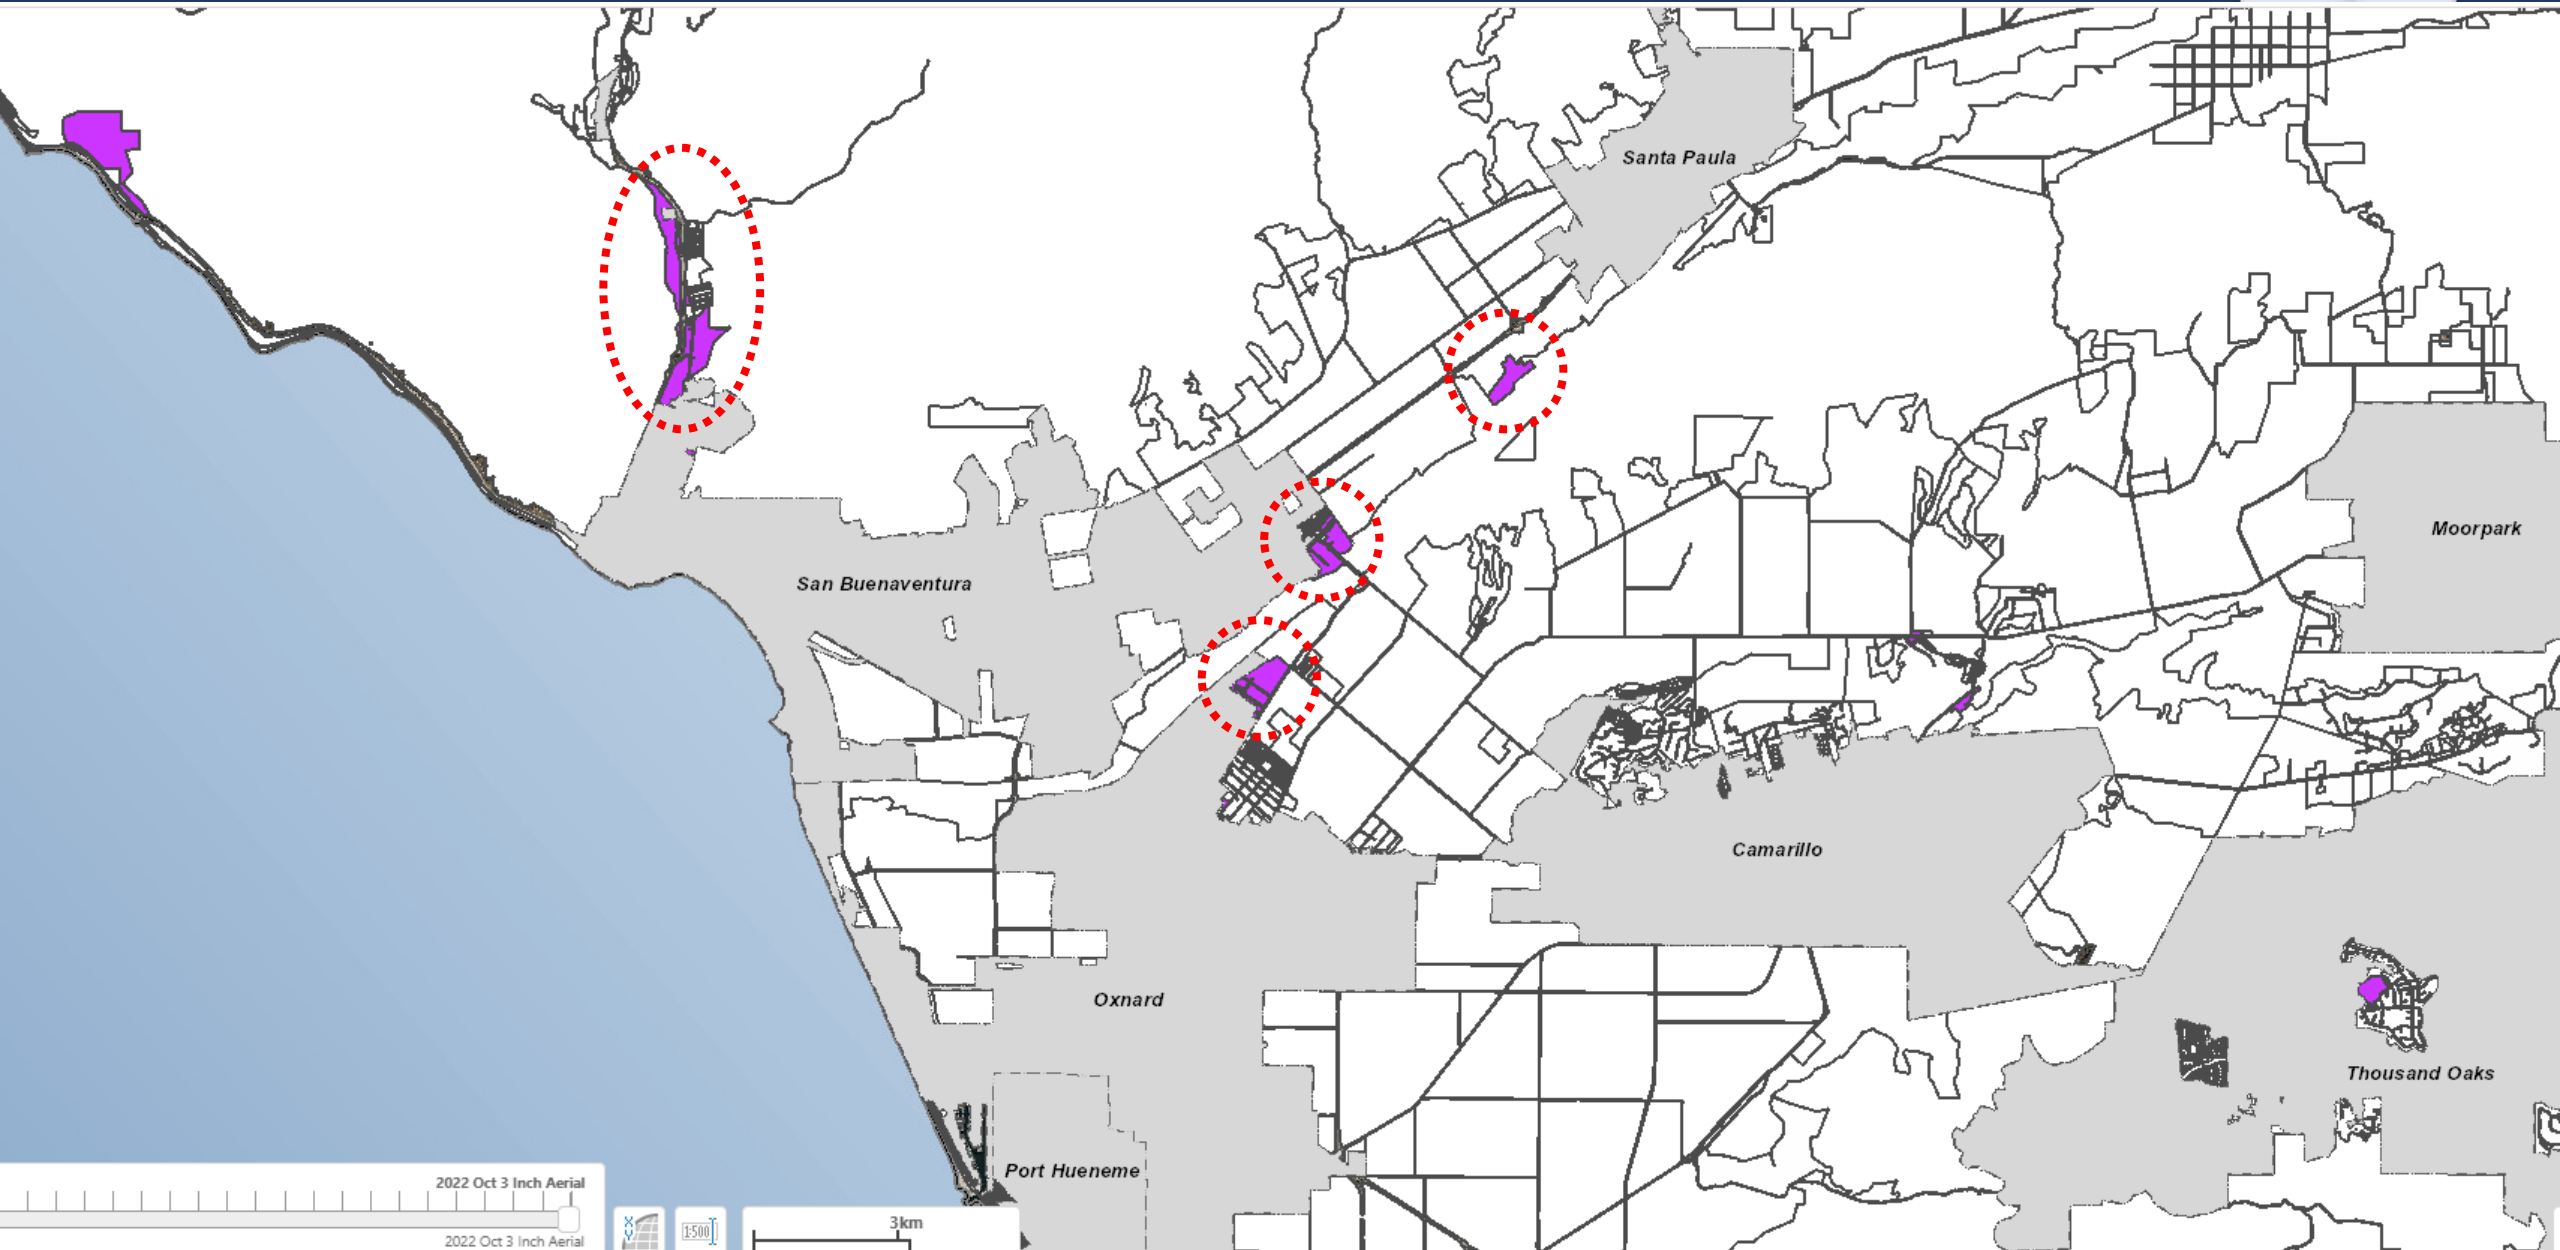 Santa Paula
Moorpark
San Buenaventura
Camarillo
Oxnard
Thousand Oaks
Port Hueneme
2022 Oct 3 Inch Aerial
2022 Oct 3 Inch Aerial
1:500
3km